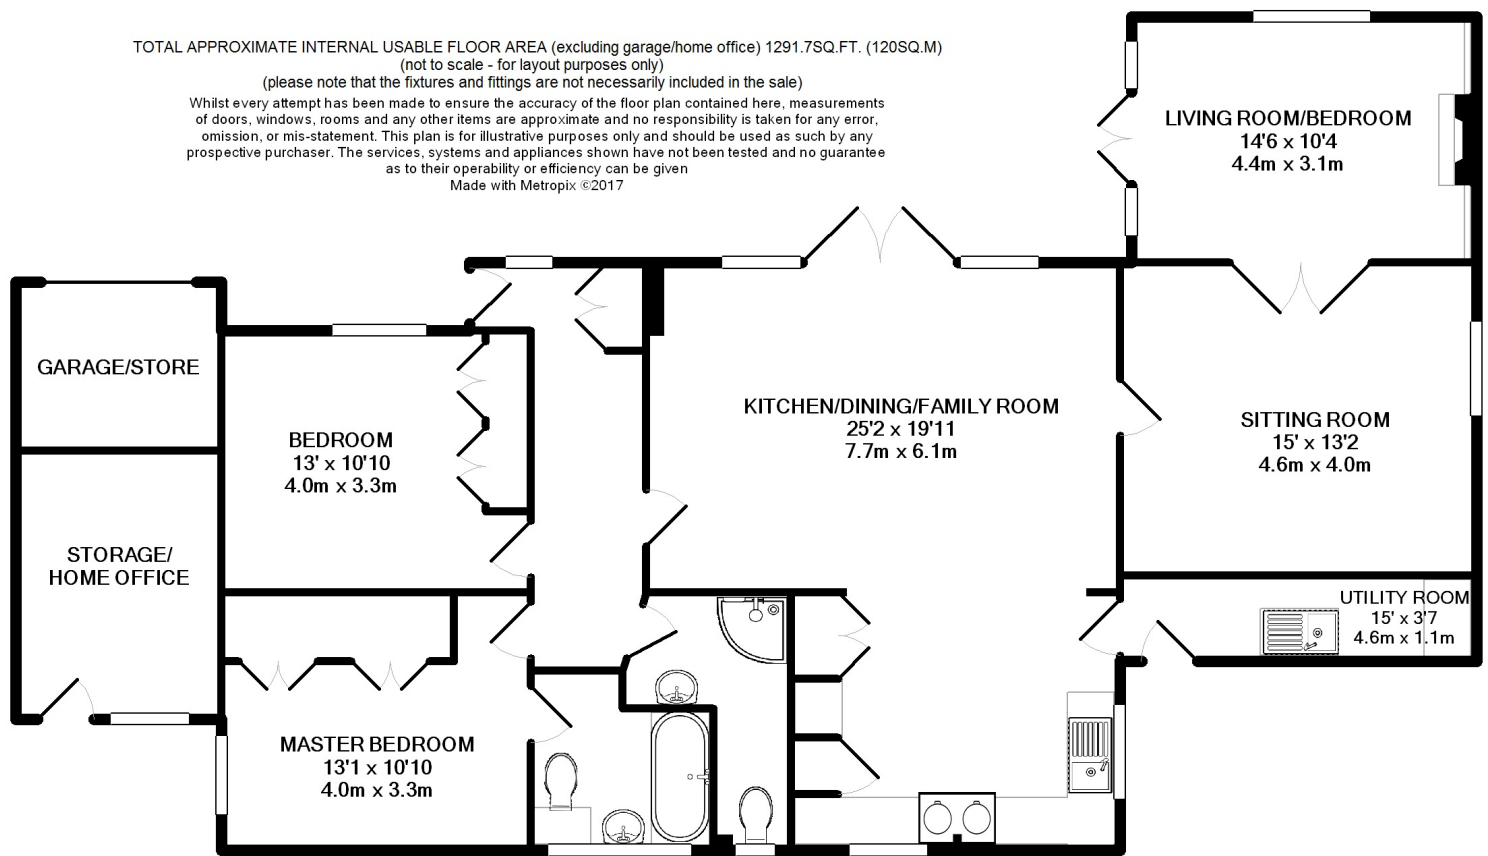 TOTAL APPROXIMATE INTERNAL USABLE FLOOR AREA (excluding garage/home office) 1291.7SQ.FT. (120SQ.M)
(not to scale - for layout purposes only)
(please note that the fixtures and fittings are not necessarily included in the sale)
Whilst every attempt has been made to ensure the accuracy of the floor plan contained here, measurements
of doors, windows, rooms and any other items are approximate and no responsibility is taken for any error,
omission, or mis-statement. This plan is for illustrative purposes only and should be used as such by any
prospective purchaser. The services, systems and appliances shown have not been tested and no guarantee
as to their operability or efficiency can be given
Made with Metropix ©2017
LIVING ROOM/BEDROOM
14'6 x 10'4
4.4m x 3.1m
GARAGE/STORE
BEDROOM
13' x 10'10
4.0m x 3.3m
KITCHEN/DINING/FAMILY ROOM
25'2 x 19'11
7.7m x 6.1m
SITTING ROOM
15' x 13'2
4.6m x 4.0m
STORAGE/
HOME OFFICE
UTILITY ROOM
15' x 3'7
4.6m x 1.1m
MASTER BEDROOM
13'1 x 10'10
4.0m x 3.3m